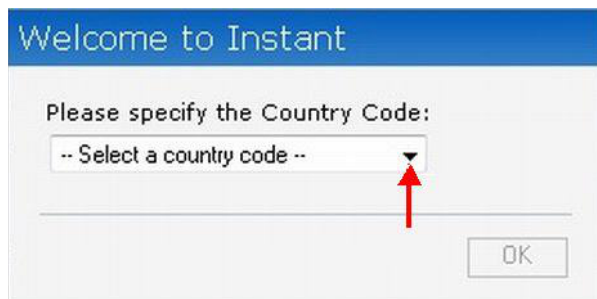 Welcome to Instant
Please specify the Country Code:
-- Select a country code --
OK